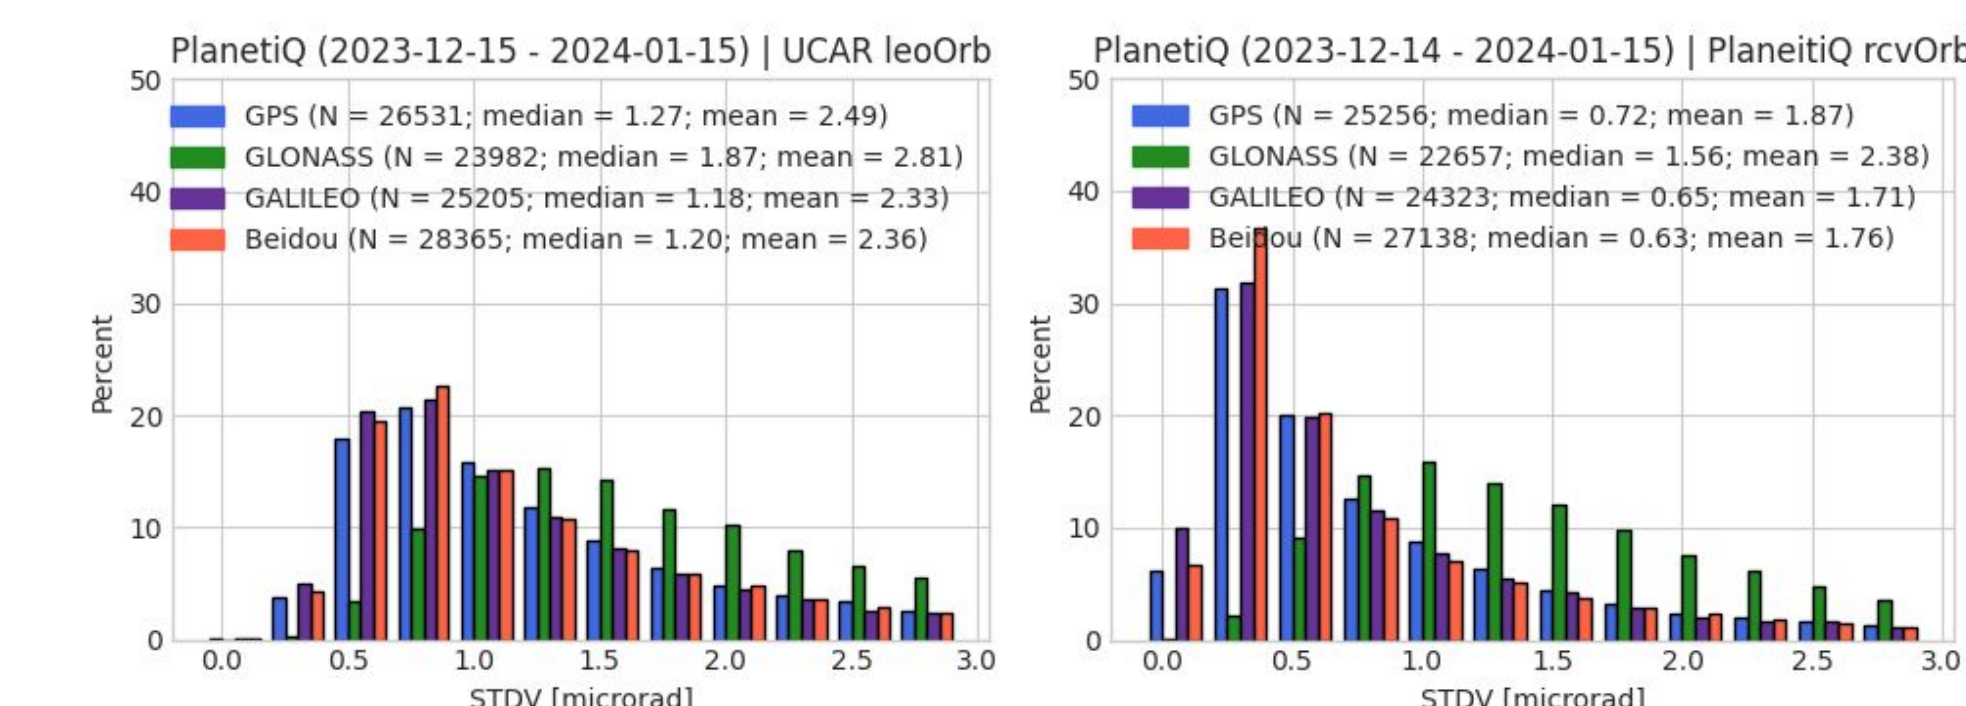 PlanetiQ (2023-12-15 - 2024-01-15) | UCAR leoOrb
50
GPS (N = 26531; median = 1.27; mean = 2.49)
GLONASS (N = 23982; median = 1.87; mean = 2.81)
40
GALILEO (N = 25205; median = 1.18; mean = 2.33)
Beidou (N = 28365; median = 1.20; mean = 2.36)
30
Percent
20
10
0
0.0 0.5 1.0 1.5 2.0 2.5 3.0
STDV [microrad]
PlanetiQ (2023-12-14 - 2024-01-15) | PlaneitiQ rcvOrb
50
GPS (N = 25256; median = 0.72; mean = 1.87)
GLONASS (N = 22657; median = 1.56; mean = 2.38)
40
GALILEO (N = 24323; median = 0.65; mean = 1.71)
Beidou (N = 27138; median = 0.63; mean = 1.76)
30
Percent
20
10
0
0.0 0.5 1.0 1.5 2.0 2.5 3.0
STDV [microrad]